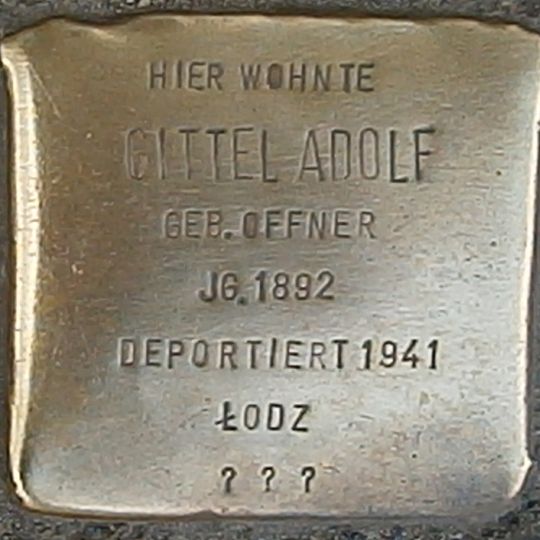 HIER WOHNTE
GITTEL ADOLF
GEB. OFFNER
JG. 1892
DEPORTIERT 1941
ŁODZ
? ? ?